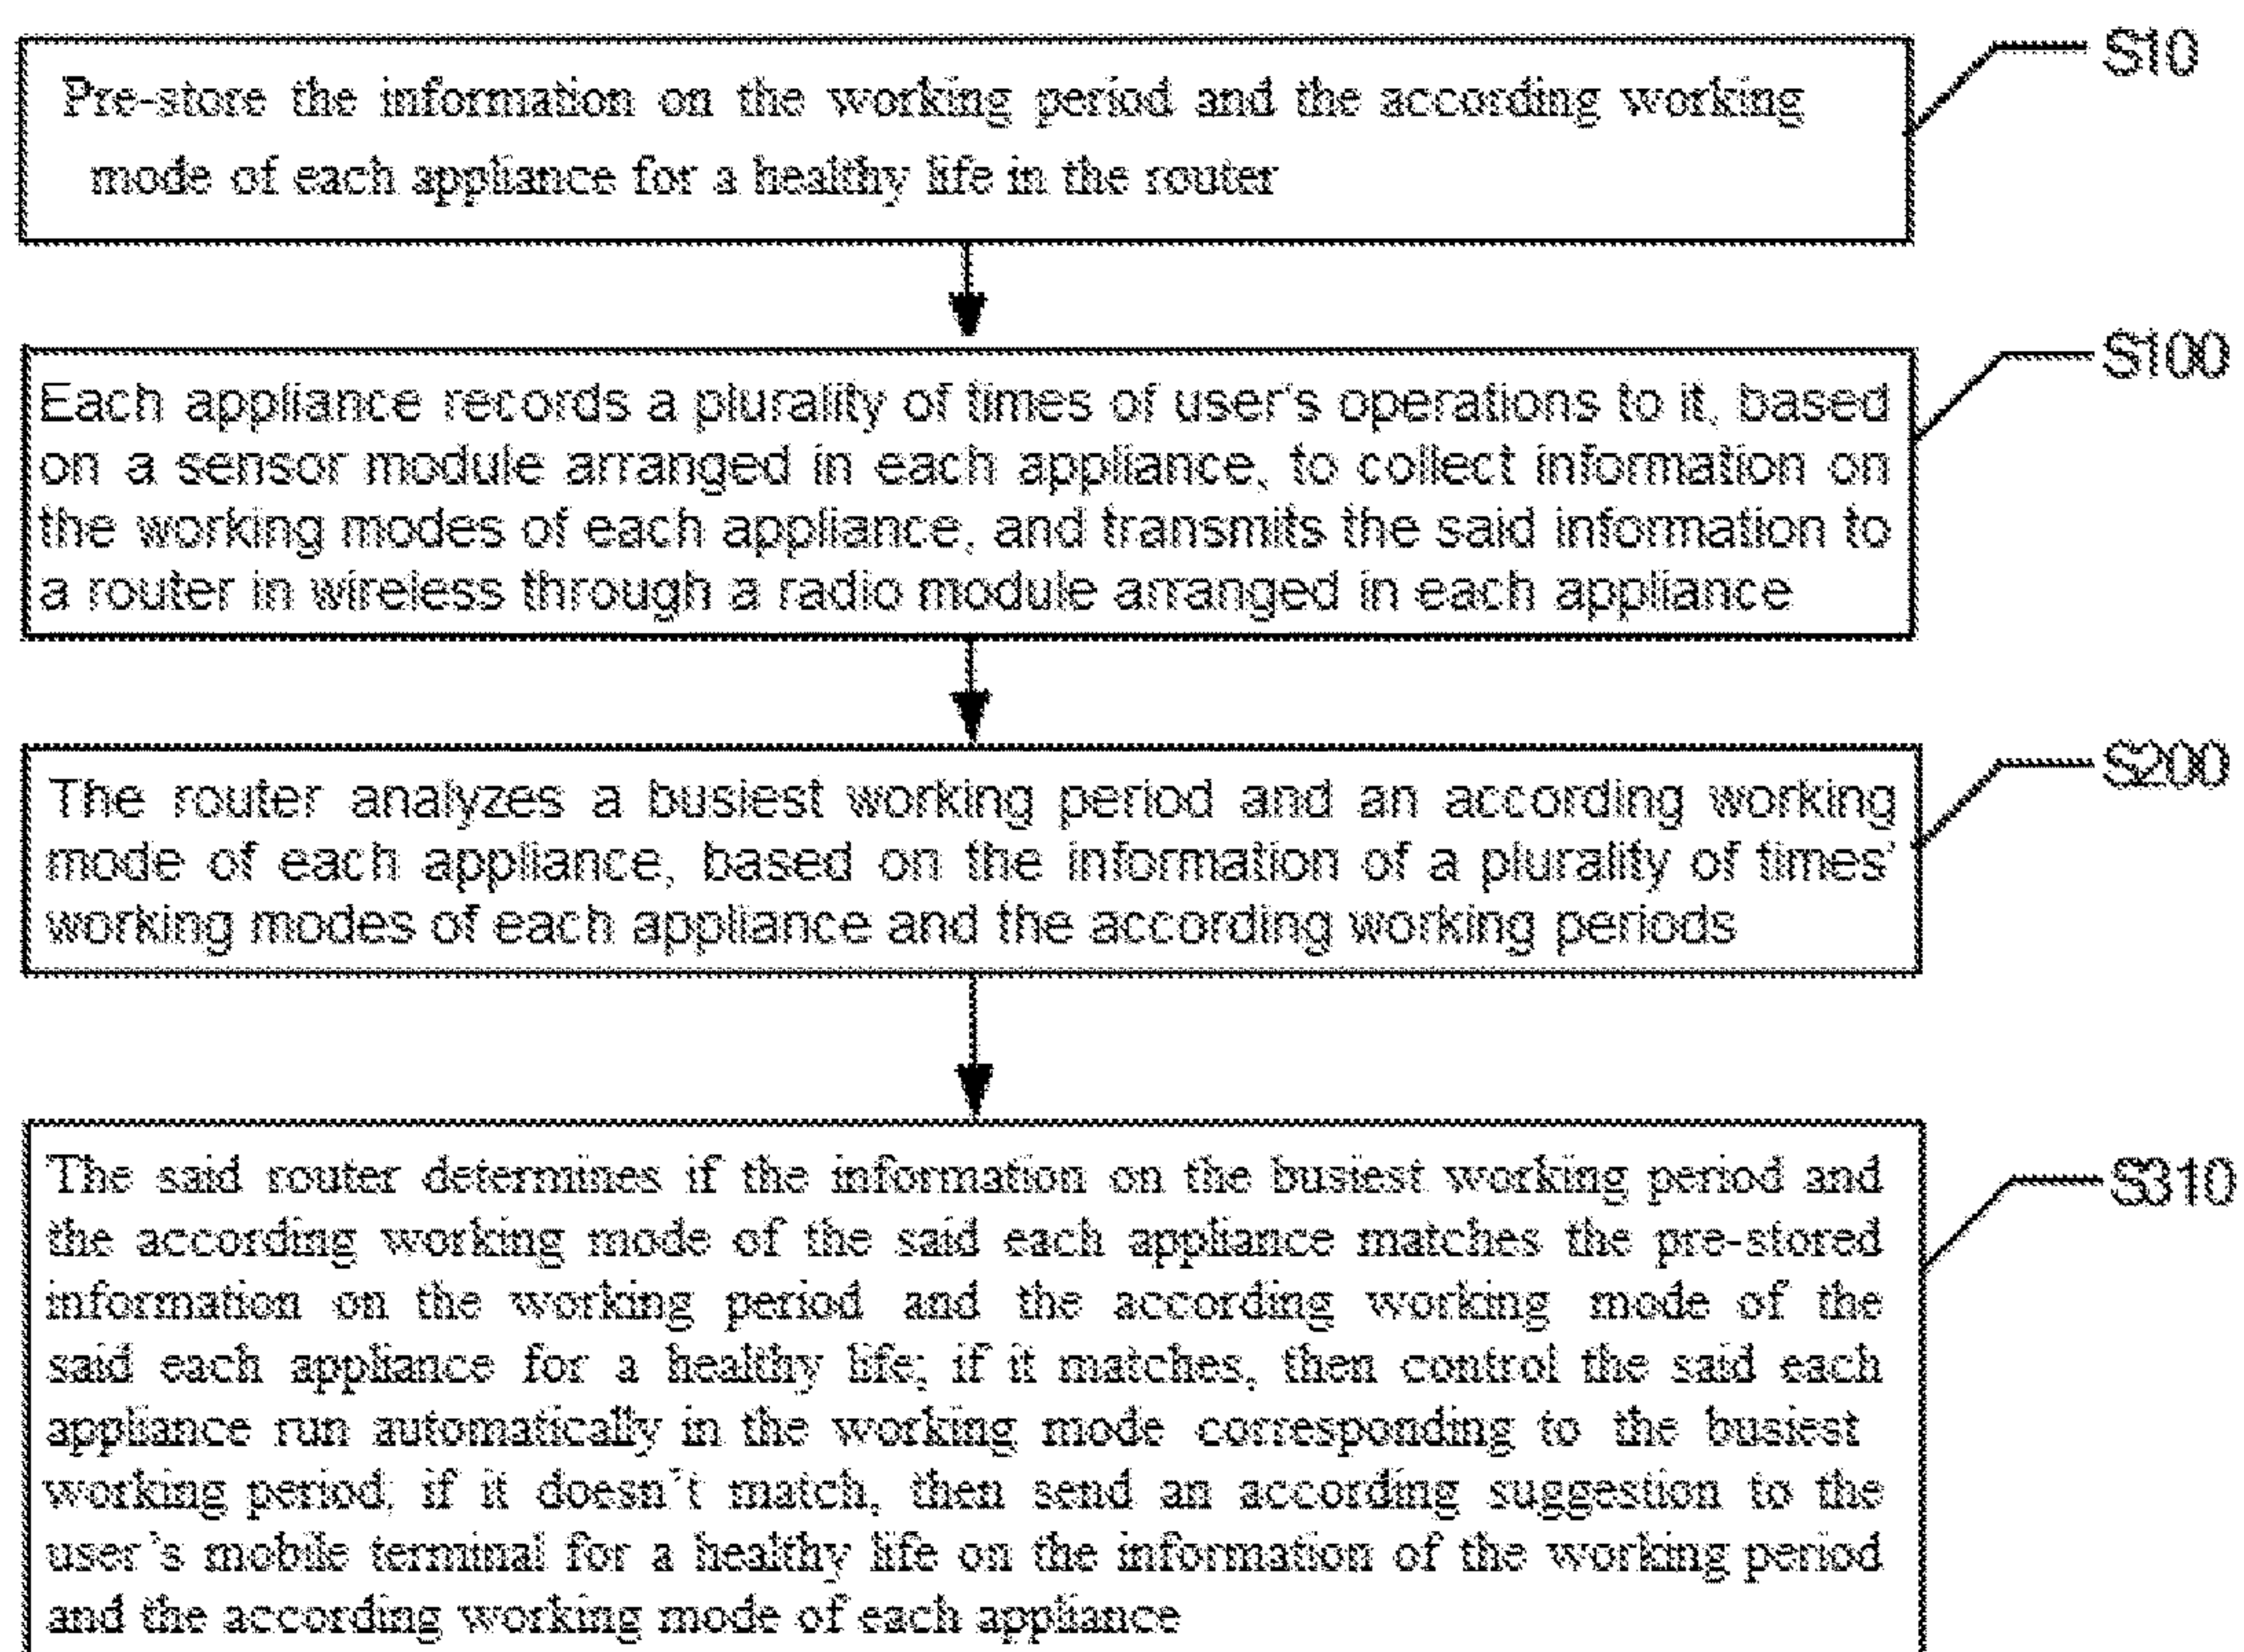 Pre-store the information on the working period and the according working
mode of each appliance for a healthy life in the router
S10
Each appliance records a plurality of times of user's operations to it, based
on a sensor module arranged in each appliance, to collect information on
the working modes of each appliance, and transmits the said information to
a router in wireless through a radio module arranged in each appliance
S100
The router analyzes a busiest working period and an according working
mode of each appliance, based on the information of a plurality of times'
working modes of each appliance and the according working periods
S200
The said router determines if the information on the busiest working period and
the according working mode of the said each appliance matches the pre-stored
information on the working period and the according working mode of the
said each appliance for a healthy life; if it matches, then control the said each
appliance run automatically in the working mode corresponding to the busiest
working period; if it doesn't match, then send an according suggestion to the
user's mobile terminal for a healthy life on the information of the working period
and the according working mode of each appliance
S310